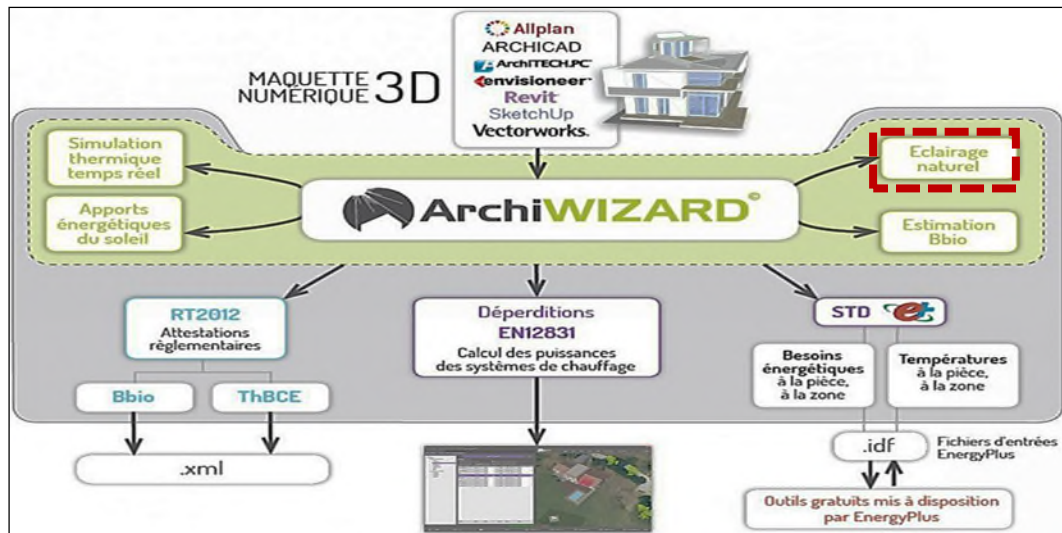 Allplan
ARCHICAD
ArchiTECH.PC
envisioneer
Revit
SketchUp
Vectorworks.
MAQUETTE
NUMÉRIQUE 3D
Simulation
thermique
temps réel
Apports
énergétiques
du soleil
ArchiWIZARD©
Eclairage
naturel
Estimation
Bbio
RT2012
Attestations
règlementaires
Bbio
ThBCE
.xml
Déperditions
EN12831
Calcul des puissances
des systèmes de chauffage
STD
Besoins
énergétiques
à la pièce,
à la zone
Températures
à la pièce,
à la zone
.idf
Fichiers d'entrées
EnergyPlus
Outils gratuits mis à disposition
par EnergyPlus